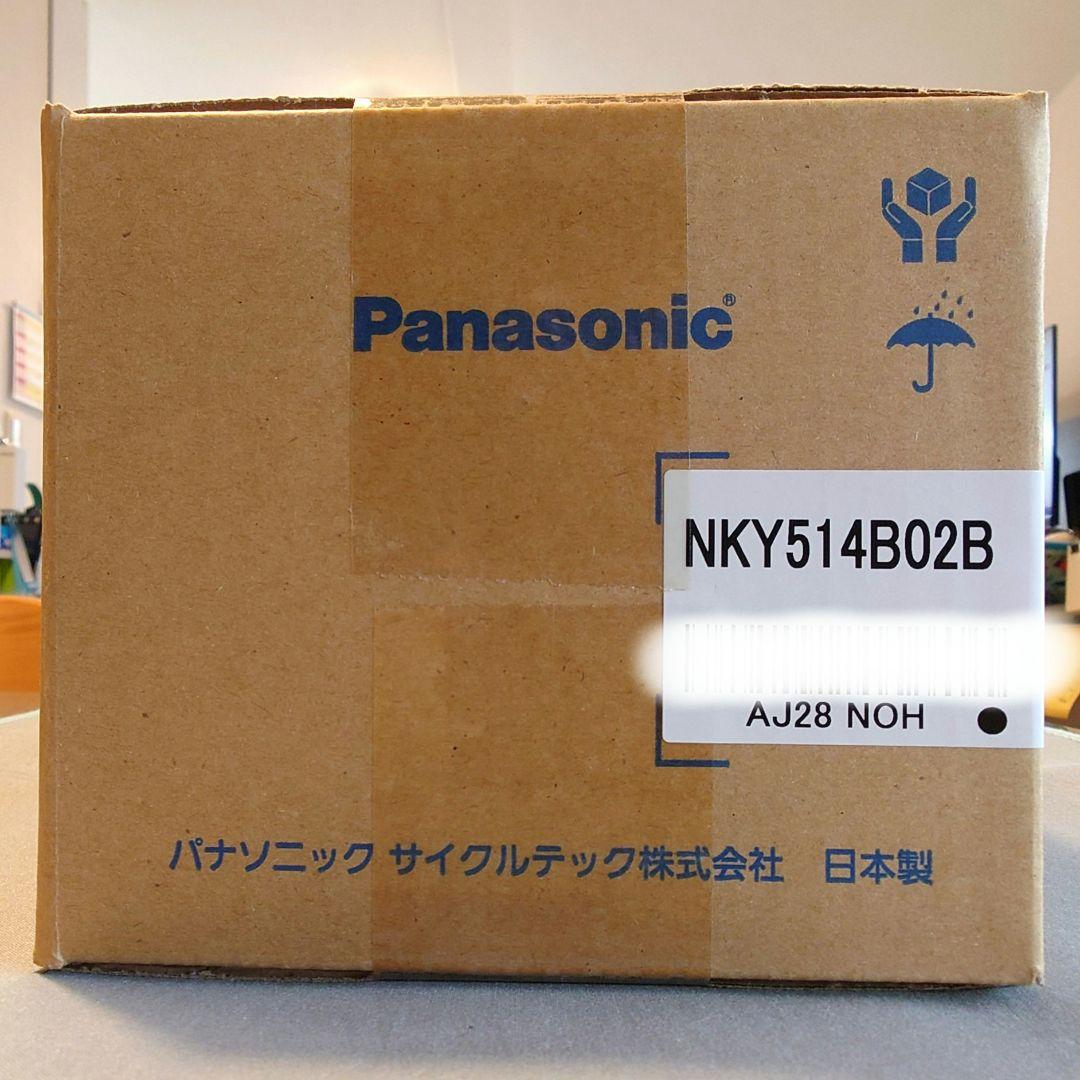 Panasonic®
NKY514B02B
AJ28 NOH
パナソニック サイクルテック株式会社 日本製